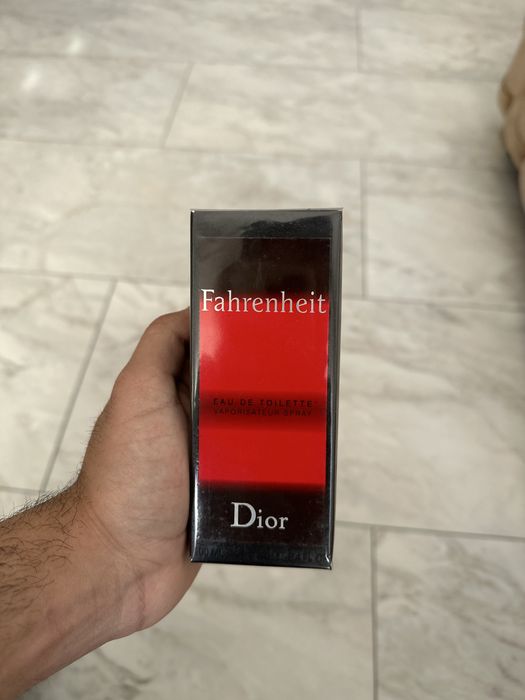 Fahrenheit
EAU DE TOILETTE
VAPORISATEUR SPRAY
Dior